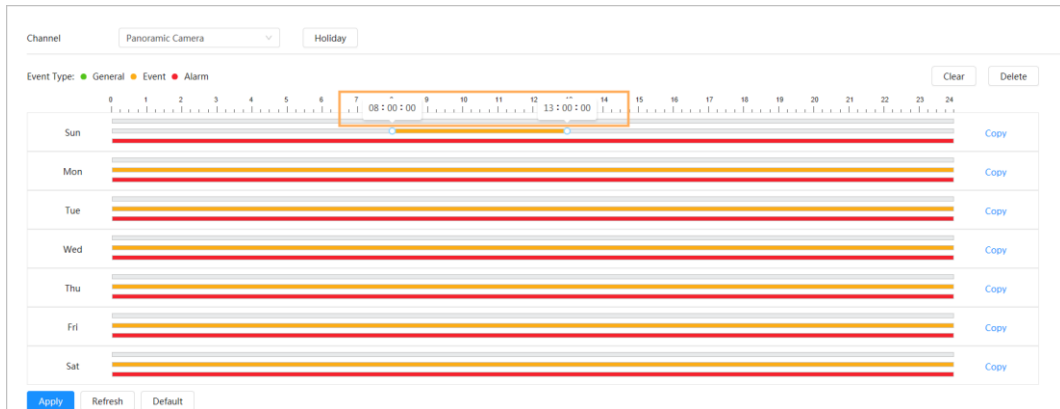 Channel Panoramic Camera Holiday
Event Type: General Event Alarm Clear Delete
0 1 2 3 4 5 6 7 9 10 11 12 14 15 16 17 18 19 20 21 22 23 24
08:00:00 13:00:00
Sun Copy
Mon Copy
Tue Copy
Wed Copy
Thu Copy
Fri Copy
Sat Copy
Apply Refresh Default